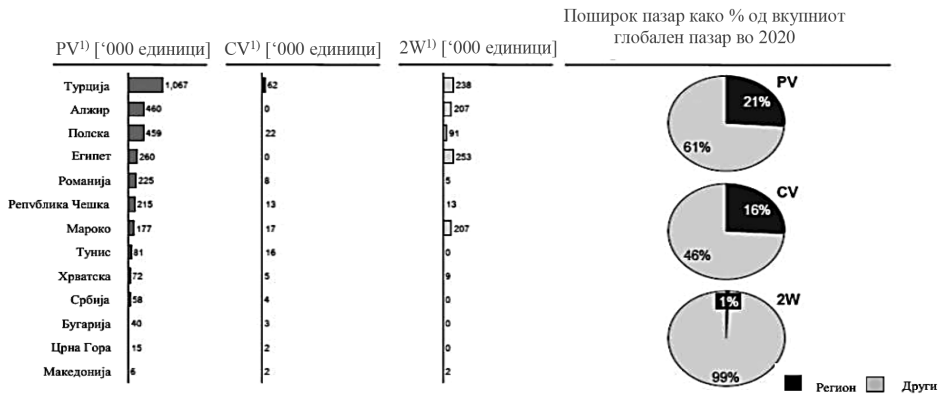 Поширок пазар како % од вкупниот
глобален пазар во 2020
PV1) [‘000 единици] CV1) [‘000 единици] 2W1) [‘000 единици]
Турција 1,067 62 238
Алжир 460 0 207
Полска 459 22 91
Египет 260 0 253
Романија 225 8 5
Република Чешка 215 13 13
Мароко 177 17 207
Тунис 81 16 0
Хрватска 72 5 9
Србија 58 4 0
Бугарија 40 3 0
Црна Гора 15 2 0
Македонија 6 2 2
PV
21%
61%
CV
16%
46%
2W
1%
99%
Регион Други